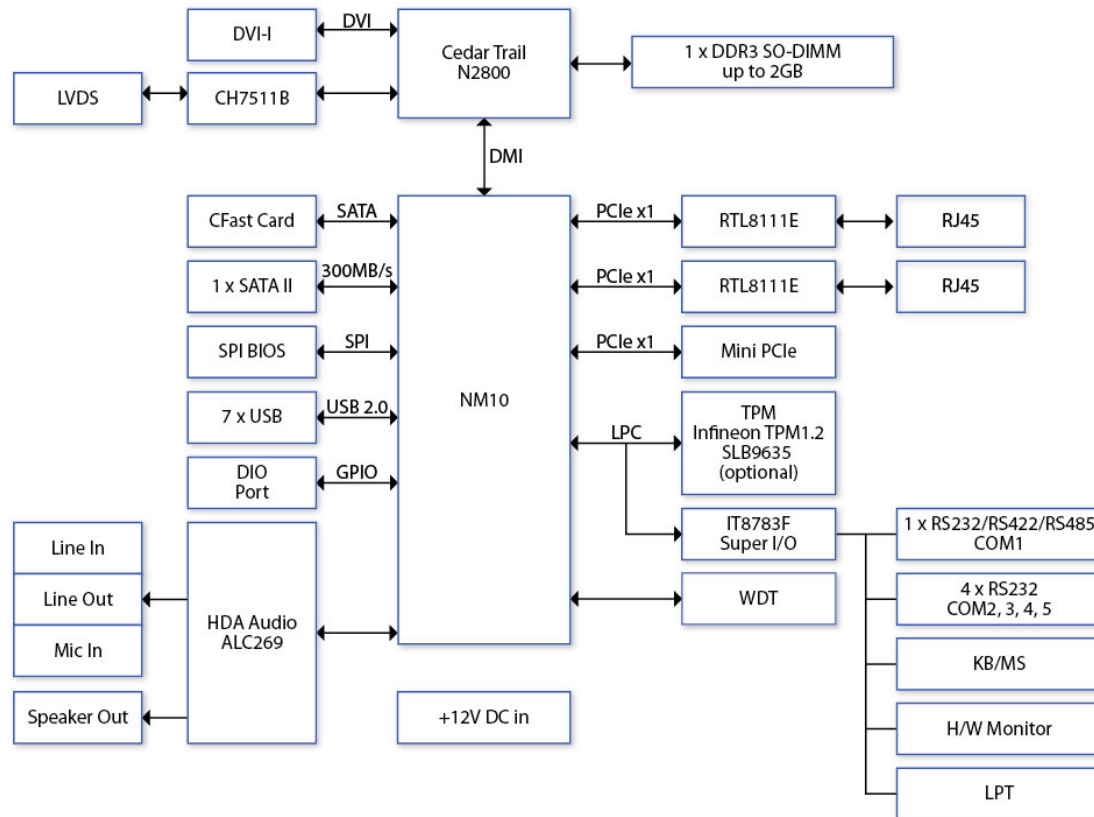 DVI-I
DVI
Cedar Trail
N2800
1 x DDR3 SO-DIMM
up to 2GB
LVDS
CH7511B
DMI
CFast Card
SATA
PCIe x1
RTL8111E
RJ45
1 x SATA II
300MB/s
PCIe x1
RTL8111E
RJ45
SPI BIOS
SPI
PCIe x1
Mini PCIe
7 x USB
USB 2.0
NM10
LPC
TPM
Infineon TPM1.2
SLB9635
(optional)
DIO
Port
GPIO
IT8783F
Super I/O
1 x RS232/RS422/RS485
COM1
Line In
Line Out
Mic In
Speaker Out
HDA Audio
ALC269
WDT
4 x RS232
COM2, 3, 4, 5
KB/MS
H/W Monitor
LPT
+12V DC in